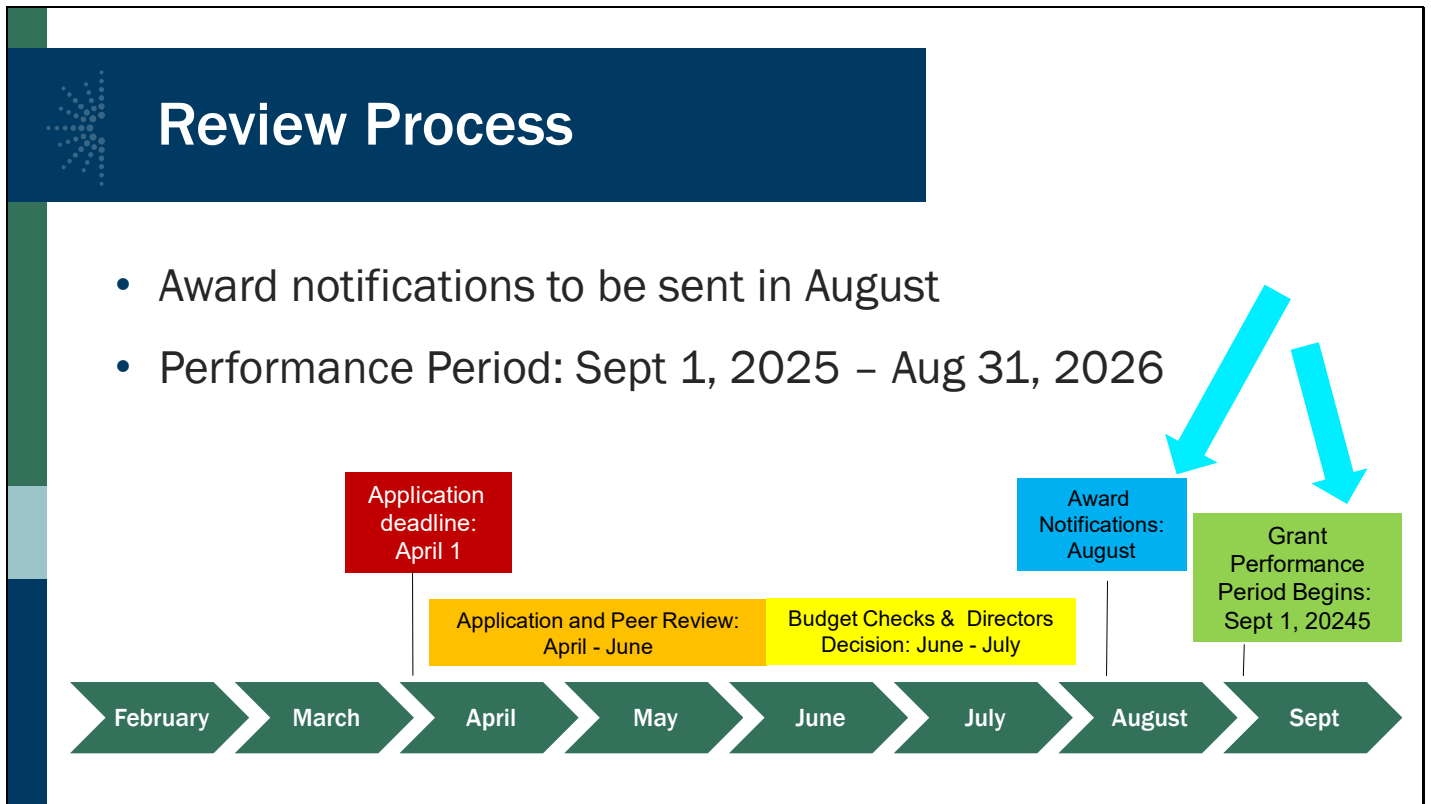 Review Process
• Award notifications to be sent in August
• Performance Period: Sept 1, 2025 – Aug 31, 2026
Application
deadline:
April 1
Award
Notifications:
August
Grant
Performance
Period Begins:
Sept 1, 20245
Application and Peer Review:
April - June
Budget Checks & Directors
Decision: June - July
February
March
April
May
June
July
August
Sept